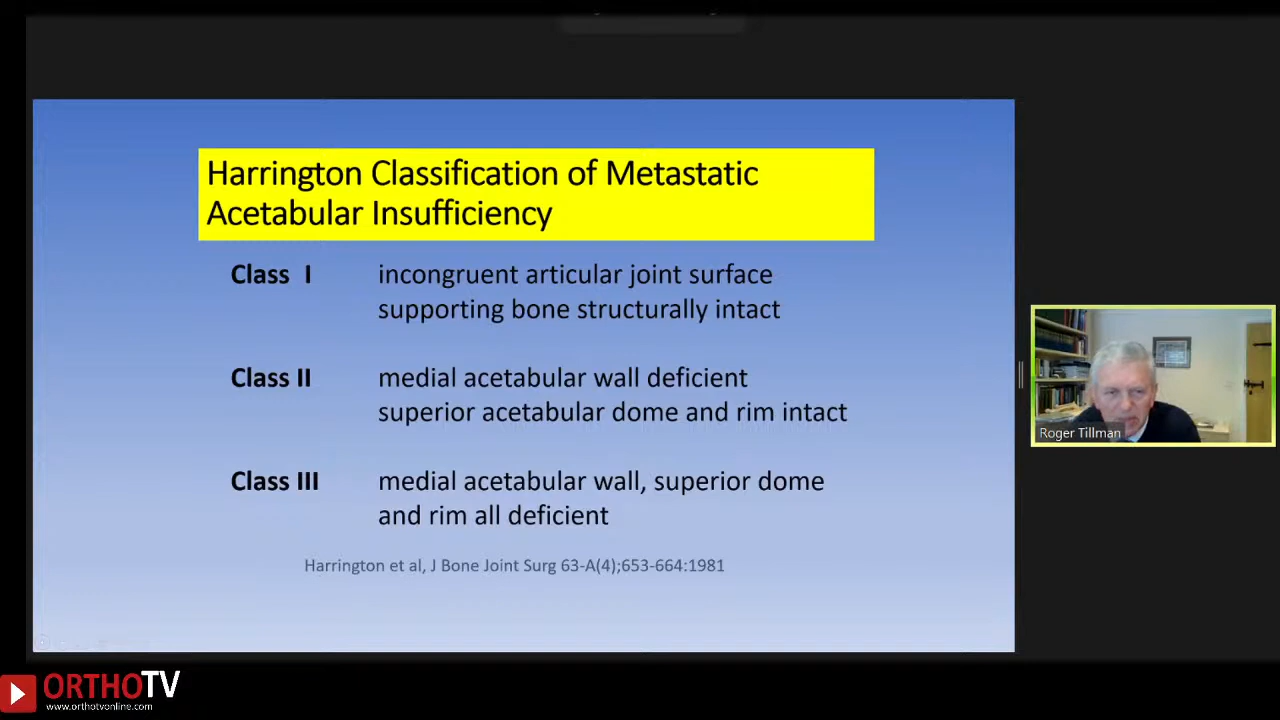 Harrington Classification of Metastatic
Acetabular Insufficiency
Class I incongruent articular joint surface
supporting bone structurally intact
Class II medial acetabular wall deficient
superior acetabular dome and rim intact
Class III medial acetabular wall, superior dome
and rim all deficient
Harrington et al, J Bone Joint Surg 63-A(4);653-664:1981
Roger Tillman
ORTHOTV
www.orthotvonline.com